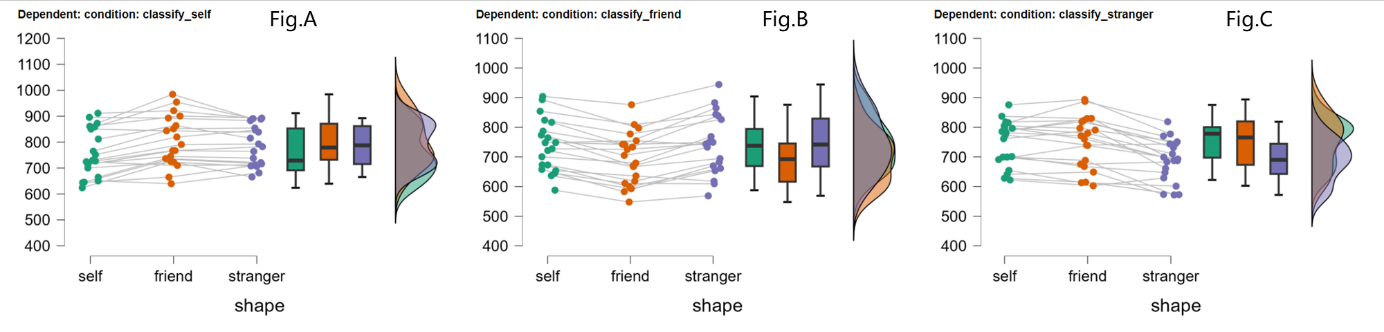 Dependent: condition: classify_self
Fig.A
1200
1100
1000
900
800
700
600
500
400
self friend stranger
shape
Dependent: condition: classify_friend
Fig.B
1100
1000
900
800
700
600
500
400
self friend stranger
shape
Dependent: condition: classify_stranger
Fig.C
1100
1000
900
800
700
600
500
400
self friend stranger
shape